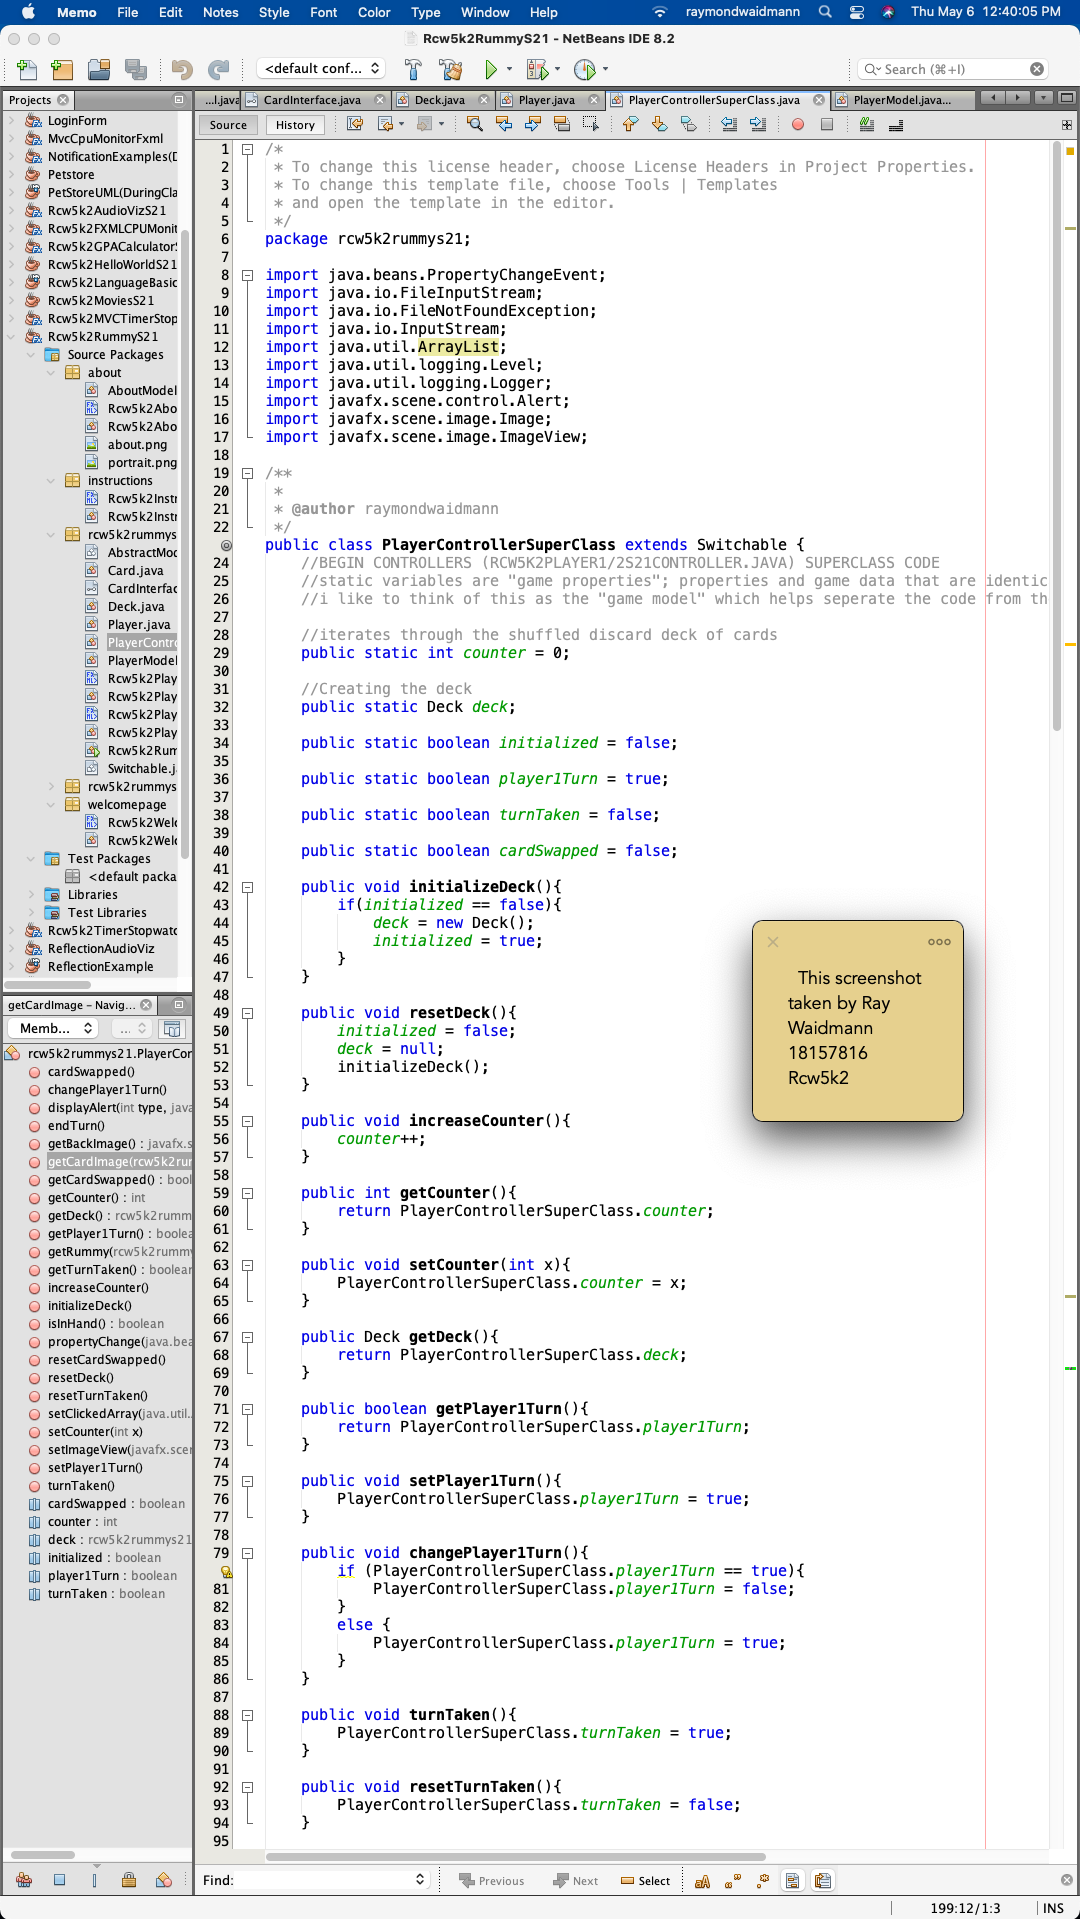 Memo File Edit Notes Style Font Color Type Window Help raymondwaidmann Thu May 6 12:40:05 PM
Rcw5k2RummyS21 - NetBeans IDE 8.2
<default conf... Search (⌘+I)
Projects ...l.java CardInterface.java Deck.java Player.java PlayerControllerSuperClass.java PlayerModel.java...
Source History
LoginForm
MvcCpuMonitorFxml
NotificationExamples(D
Petstore
PetStoreUML(DuringCla
Rcw5k2AudioVizS21
Rcw5k2FXMLCPUMonit
Rcw5k2GPACalculator
Rcw5k2HelloWorldS21
Rcw5k2LanguageBasic
Rcw5k2MoviesS21
Rcw5k2MVCTimerStop
Rcw5k2RummyS21
Source Packages
about
AboutModel
Rcw5k2Abo
Rcw5k2Abo
about.png
portrait.png
instructions
Rcw5k2Instr
Rcw5k2Instr
rcw5k2rummys
AbstractMod
Card.java
CardInterfac
Deck.java
Player.java
PlayerContro
PlayerModel
Rcw5k2Play
Rcw5k2Play
Rcw5k2Play
Rcw5k2Play
Rcw5k2Rum
Switchable.j
rcw5k2rummys
welcomepage
Rcw5k2Welc
Rcw5k2Welc
Test Packages
<default packa
Libraries
Test Libraries
Rcw5k2TimerStopwatc
ReflectionAudioViz
ReflectionExample
getCardImage - Navig...
Memb... ...
rcw5k2rummys21.PlayerCor
cardSwapped()
changePlayer1Turn()
displayAlert(int type, java
endTurn()
getBackImage() : javafx.s
getCardImage(rcw5k2rur
getCardSwapped() : bool
getCounter() : int
getDeck() : rcw5k2rumm
getPlayer1Turn() : boolea
getRummy(rcw5k2rummy
getTurnTaken() : boolear
increaseCounter()
initializeDeck()
isInHand() : boolean
propertyChange(java.bea
resetCardSwapped()
resetDeck()
resetTurnTaken()
setClickedArray(java.util..
setCounter(int x)
setImageView(javafx.scer
setPlayer1Turn()
turnTaken()
cardSwapped : boolean
counter : int
deck : rcw5k2rummys21
initialized : boolean
player1Turn : boolean
turnTaken : boolean
1 /*
2 * To change this license header, choose License Headers in Project Properties.
3 * To change this template file, choose Tools | Templates
4 * and open the template in the editor.
5 */
6 package rcw5k2rummys21;
7
8 import java.beans.PropertyChangeEvent;
9 import java.io.FileInputStream;
10 import java.io.FileNotFoundException;
11 import java.io.InputStream;
12 import java.util.ArrayList;
13 import java.util.logging.Level;
14 import java.util.logging.Logger;
15 import javafx.scene.control.Alert;
16 import javafx.scene.image.Image;
17 import javafx.scene.image.ImageView;
18
19 /**
20 *
21 * @author raymondwaidmann
22 */
public class PlayerControllerSuperClass extends Switchable {
24 //BEGIN CONTROLLERS (RCW5K2PLAYER1/2S21CONTROLLER.JAVA) SUPERCLASS CODE
25 //static variables are "game properties"; properties and game data that are identic
26 //i like to think of this as the "game model" which helps seperate the code from th
27
28 //iterates through the shuffled discard deck of cards
29 public static int counter = 0;
30
31 //Creating the deck
32 public static Deck deck;
33
34 public static boolean initialized = false;
35
36 public static boolean player1Turn = true;
37
38 public static boolean turnTaken = false;
39
40 public static boolean cardSwapped = false;
41
42 public void initializeDeck(){
43 if(initialized == false){
44 deck = new Deck();
45 initialized = true;
46 }
47 }
48
49 public void resetDeck(){
50 initialized = false;
51 deck = null;
52 initializeDeck();
53 }
54
55 public void increaseCounter(){
56 counter++;
57 }
58
59 public int getCounter(){
60 return PlayerControllerSuperClass.counter;
61 }
62
63 public void setCounter(int x){
64 PlayerControllerSuperClass.counter = x;
65 }
66
67 public Deck getDeck(){
68 return PlayerControllerSuperClass.deck;
69 }
70
71 public boolean getPlayer1Turn(){
72 return PlayerControllerSuperClass.player1Turn;
73 }
74
75 public void setPlayer1Turn(){
76 PlayerControllerSuperClass.player1Turn = true;
77 }
78
79 public void changePlayer1Turn(){
if (PlayerControllerSuperClass.player1Turn == true){
81 PlayerControllerSuperClass.player1Turn = false;
82 }
83 else {
84 PlayerControllerSuperClass.player1Turn = true;
85 }
86 }
87
88 public void turnTaken(){
89 PlayerControllerSuperClass.turnTaken = true;
90 }
91
92 public void resetTurnTaken(){
93 PlayerControllerSuperClass.turnTaken = false;
94 }
95
This screenshot
taken by Ray
Waidmann
18157816
Rcw5k2
Find: Previous Next Select
199:12/1:3 INS